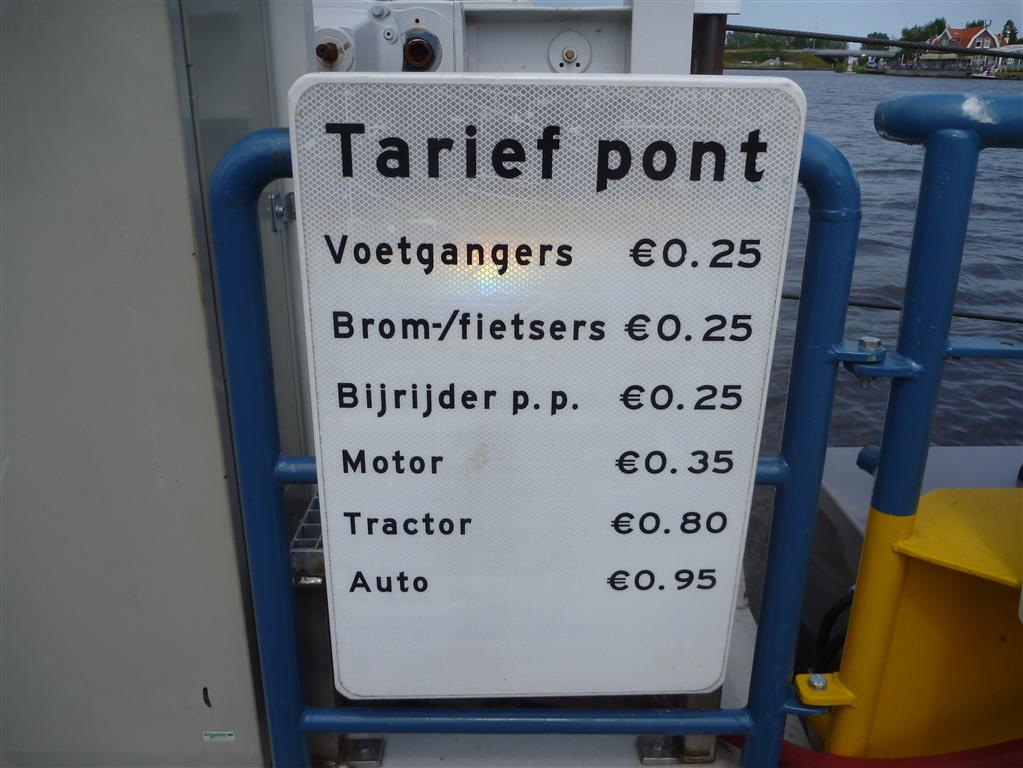 Tarief pont
Voetgangers €0.25
Brom-/fietsers €0.25
Bijrijder p.p. €0.25
Motor €0.35
Tractor €0.80
Auto €0.95
Schneider